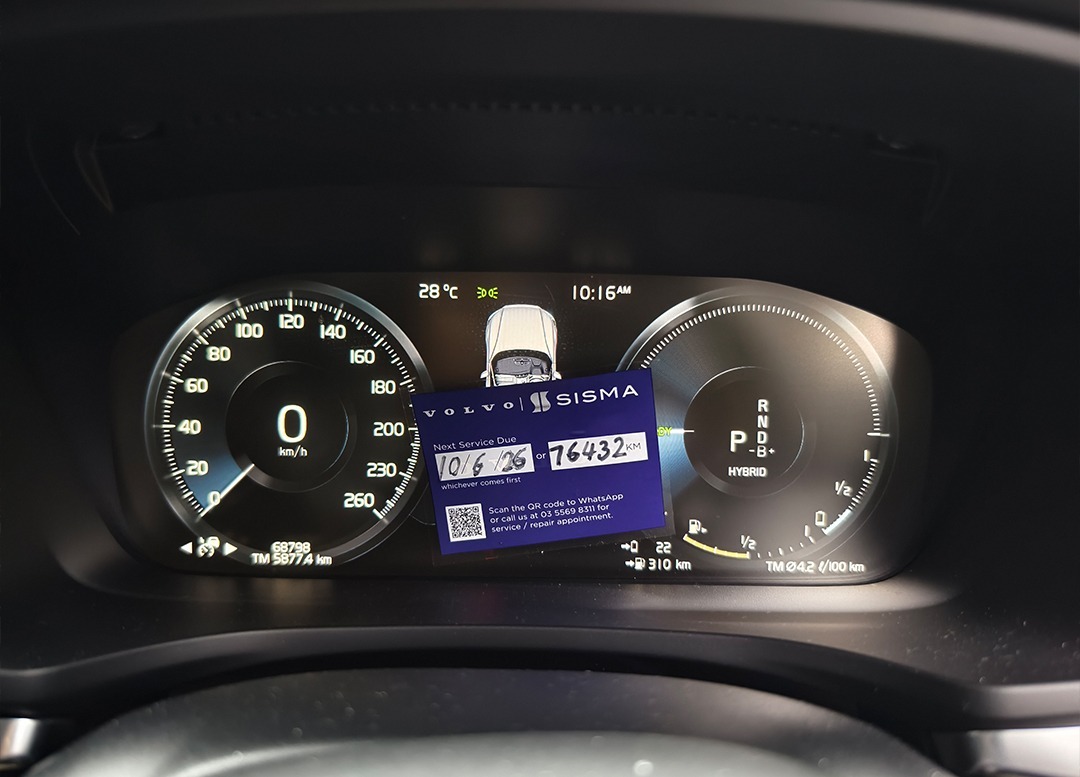 28 °C
10:16AM
0
20
40
60
80
100
120
140
160
180
200
230
260
0
km/h
68798
TM 5877.4 km
VOLVO | SISMA
Next Service Due
10/6/26 or 76432 KM
whichever comes first
Scan the QR code to WhatsApp
or call us at 03 5569 8311 for
service / repair appointment.
R
N
D
P -B+
HYBRID
1/2
1/2
22
310 km
TM Ø4.2 ℓ/100 km